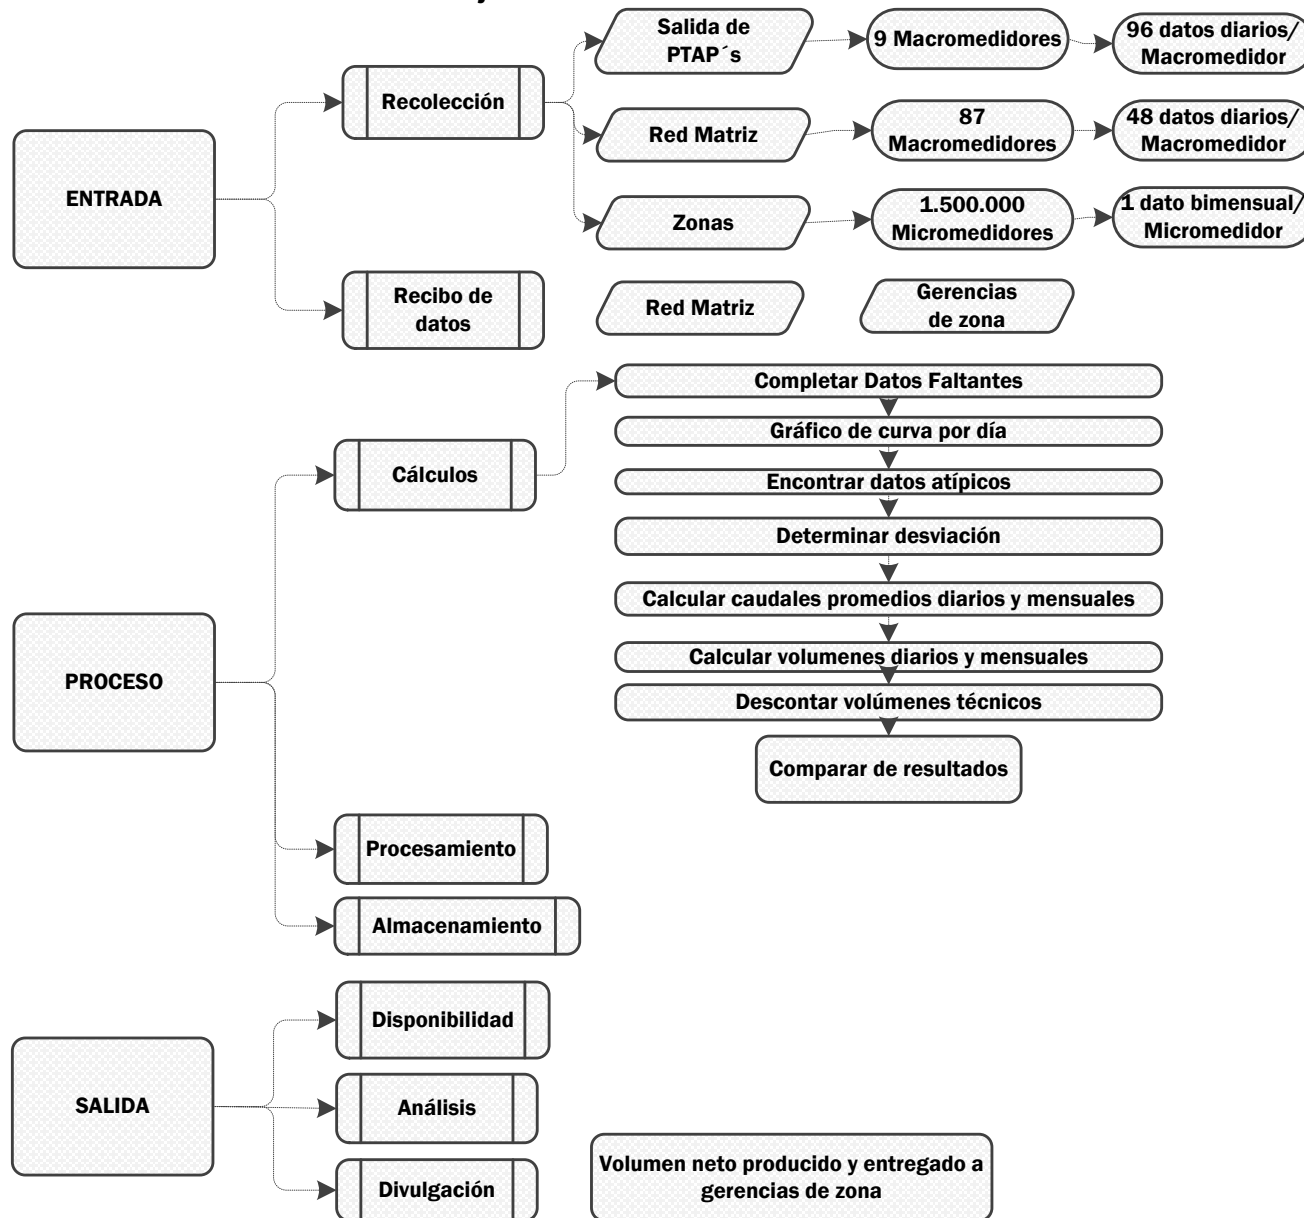 Salida de
PTAP´s
9 Macromedidores
96 datos diarios/
Macromedidor
Recolección
Red Matriz
87
Macromedidores
48 datos diarios/
Macromedidor
ENTRADA
Zonas
1.500.000
Micromedidores
1 dato bimensual/
Micromedidor
Recibo de
datos
Red Matriz
Gerencias
de zona
Completar Datos Faltantes
Gráfico de curva por día
Cálculos
Encontrar datos atípicos
Determinar desviación
Calcular caudales promedios diarios y mensuales
Calcular volumenes diarios y mensuales
PROCESO
Descontar volúmenes técnicos
Comparar de resultados
Procesamiento
Almacenamiento
Disponibilidad
SALIDA
Análisis
Divulgación
Volumen neto producido y entregado a
gerencias de zona